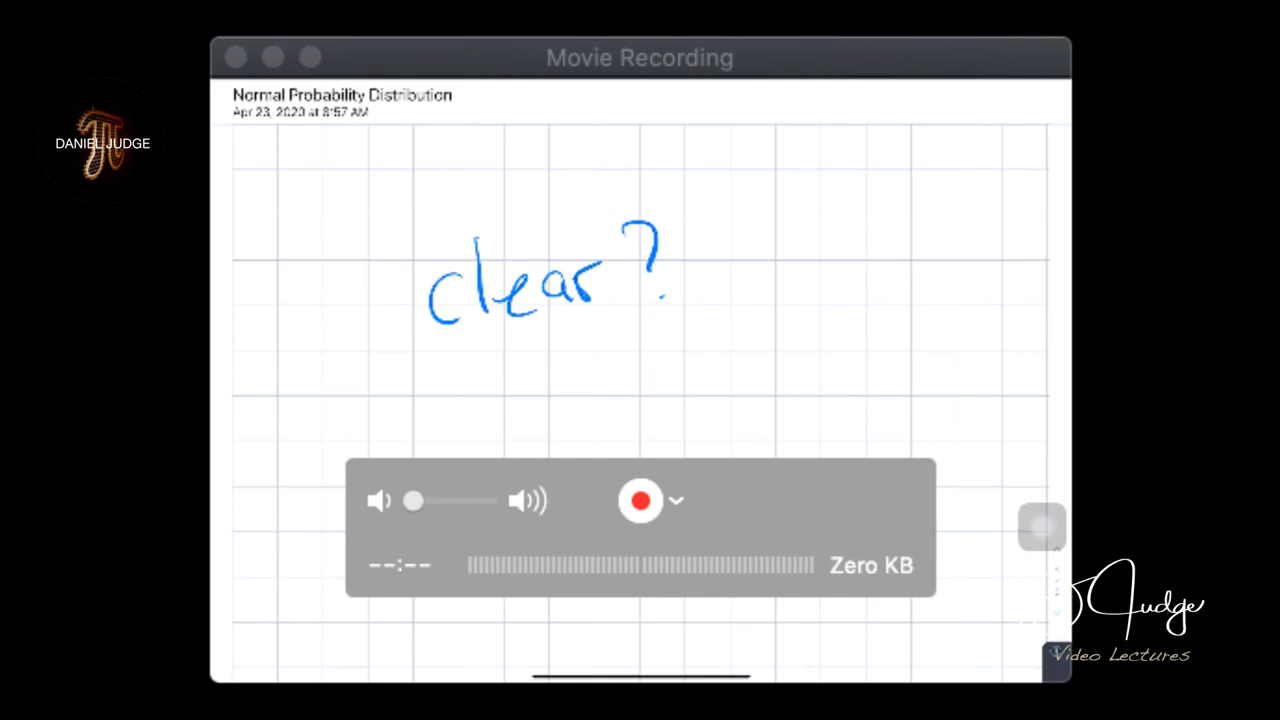 Movie Recording
Normal Probability Distribution
Apr 23, 2020 at 8:57 AM
DANIEL JUDGE
clear?
--:--
Zero KB
Judge
Video Lectures